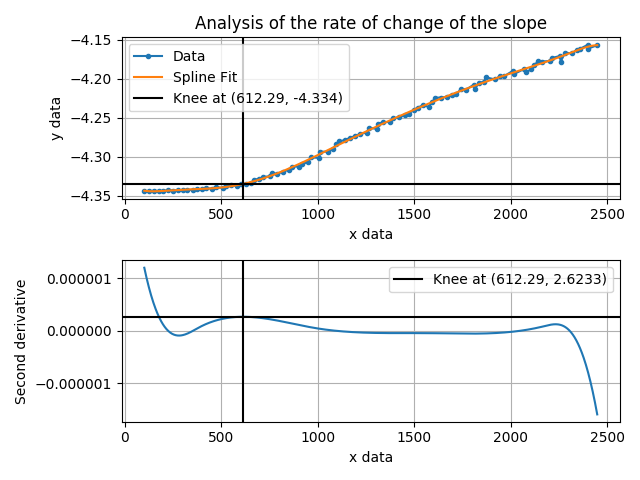 Analysis of the rate of change of the slope
−4.15
−4.20
−4.25
−4.30
−4.35
y data
Data
Spline Fit
Knee at (612.29, -4.334)
0
500
1000
1500
2000
2500
x data
0.000001
0.000000
−0.000001
Second derivative
Knee at (612.29, 2.6233)
0
500
1000
1500
2000
2500
x data